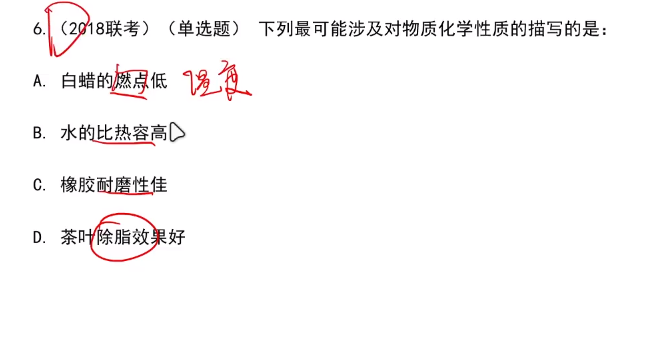 D
6. （2018联考）（单选题） 下列最可能涉及对物质化学性质的描写的是：
A. 白蜡的燃点低 温度
B. 水的比热容高
C. 橡胶耐磨性佳
D. 茶叶除脂效果好